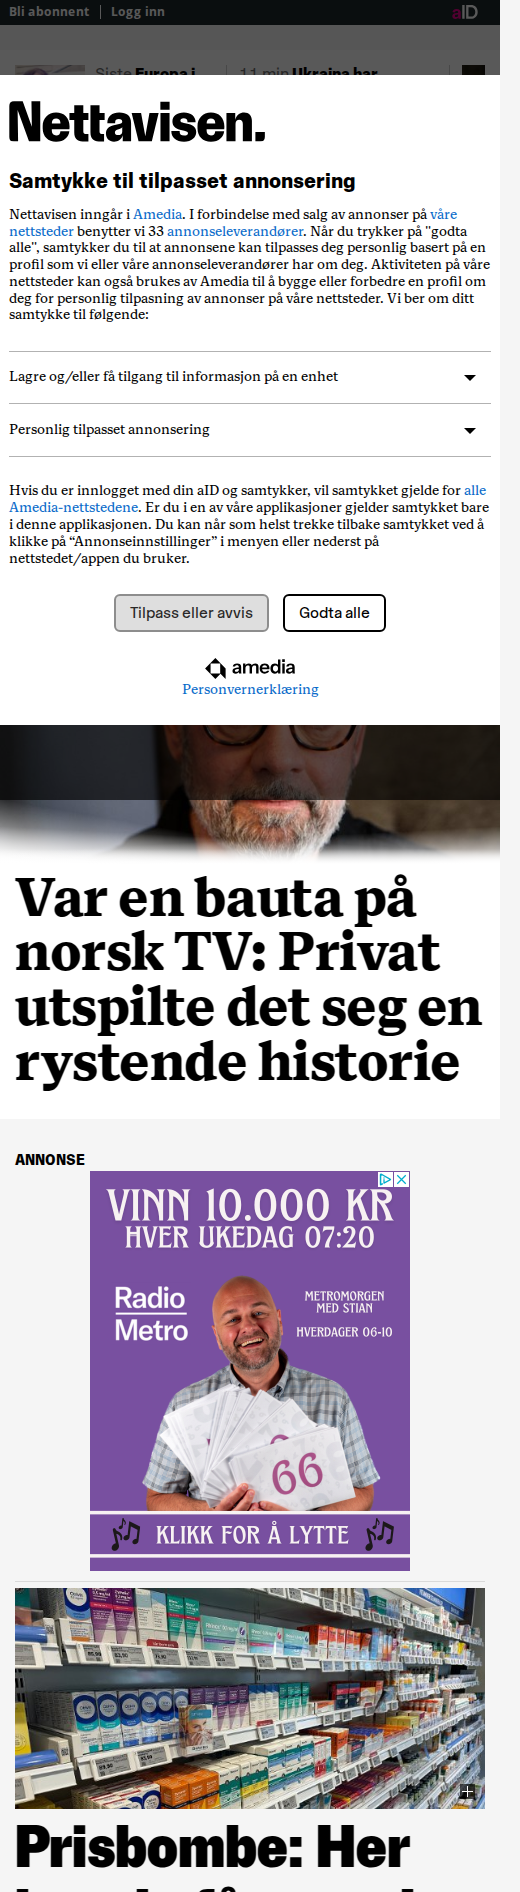 Bli abonnent Logg inn aID
Siste Europa i 11 min Ukraina har
Nettavisen.
Samtykke til tilpasset annonsering
Nettavisen inngår i Amedia. I forbindelse med salg av annonser på våre
nettsteder benytter vi 33 annonseleverandører. Når du trykker på "godta
alle", samtykker du til at annonsene kan tilpasses deg personlig basert på en
profil som vi eller våre annonseleverandører har om deg. Aktiviteten på våre
nettsteder kan også brukes av Amedia til å bygge eller forbedre en profil om
deg for personlig tilpasning av annonser på våre nettsteder. Vi ber om ditt
samtykke til følgende:
Lagre og/eller få tilgang til informasjon på en enhet
Personlig tilpasset annonsering
Hvis du er innlogget med din aID og samtykker, vil samtykket gjelde for alle
Amedia-nettstedene. Er du i en av våre applikasjoner gjelder samtykket bare
i denne applikasjonen. Du kan når som helst trekke tilbake samtykket ved å
klikke på “Annonseinnstillinger” i menyen eller nederst på
nettstedet/appen du bruker.
Tilpass eller avvis Godta alle
amedia
Personvernerklæring
Var en bauta på
norsk TV: Privat
utspilte det seg en
rystende historie
ANNONSE
VINN 10.000 KR
HVER UKEDAG 07:20
Radio
Metro
METROMORGEN
MED STIAN
HVERDAGER 06-10
66
KLIKK FOR Å LYTTE
Prisbombe: Her